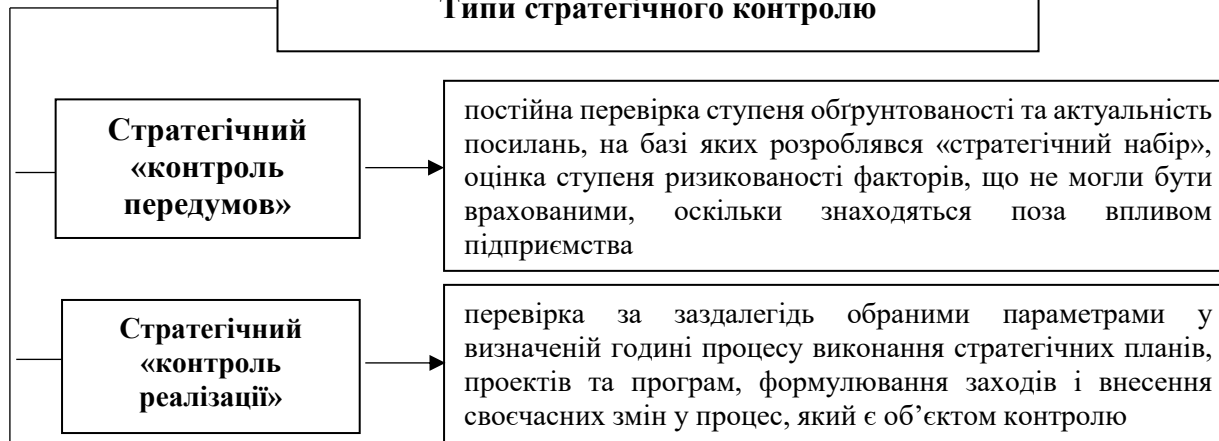 Типи стратегічного контролю
Стратегічний
«контроль
передумов»
постійна перевірка ступеня обґрунтованості та актуальність
посилань, на базі яких розроблявся «стратегічний набір»,
оцінка ступеня ризикованості факторів, що не могли бути
врахованими, оскільки знаходяться поза впливом
підприємства
Стратегічний
«контроль
реалізації»
перевірка за заздалегідь обраними параметрами у
визначеній годині процесу виконання стратегічних планів,
проектів та програм, формулювання заходів і внесення
своєчасних змін у процес, який є об’єктом контролю